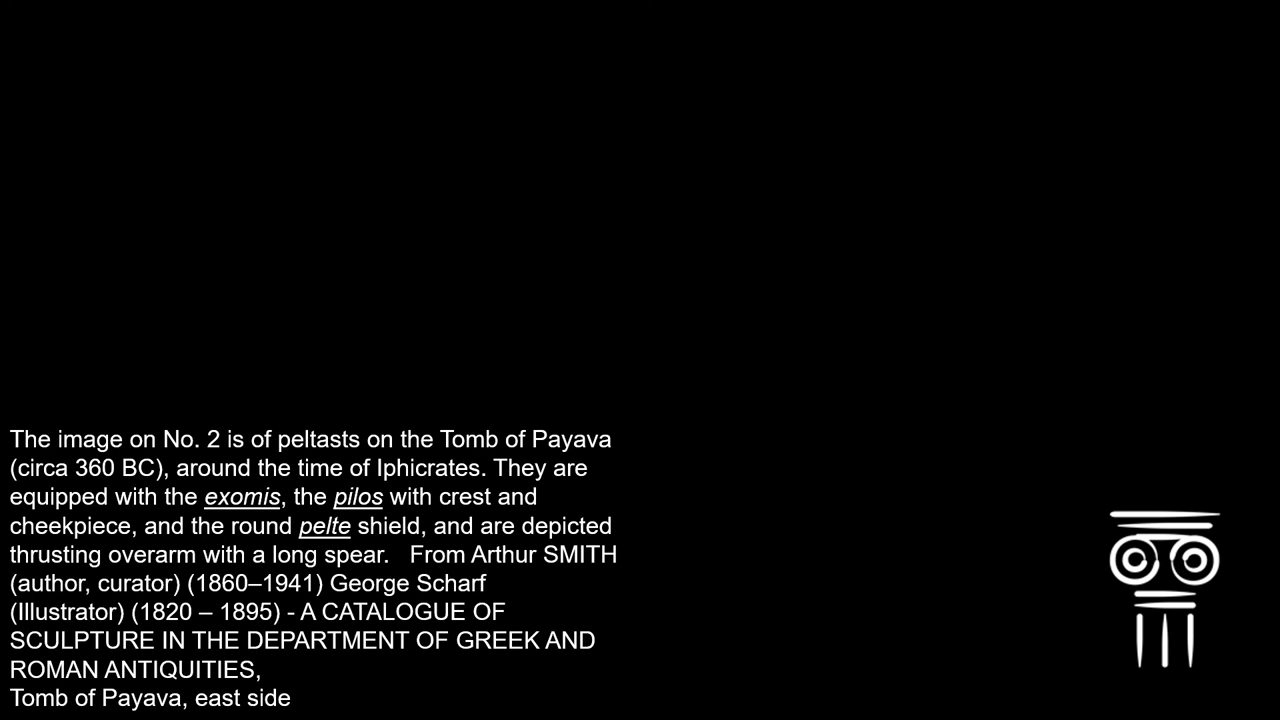 The image on No. 2 is of peltasts on the Tomb of Payava
(circa 360 BC), around the time of Iphicrates. They are
equipped with the exomis, the pilos with crest and
cheekpiece, and the round pelte shield, and are depicted
thrusting overarm with a long spear.   From Arthur SMITH
(author, curator) (1860–1941) George Scharf
(Illustrator) (1820 – 1895) - A CATALOGUE OF
SCULPTURE IN THE DEPARTMENT OF GREEK AND
ROMAN ANTIQUITIES,
Tomb of Payava, east side